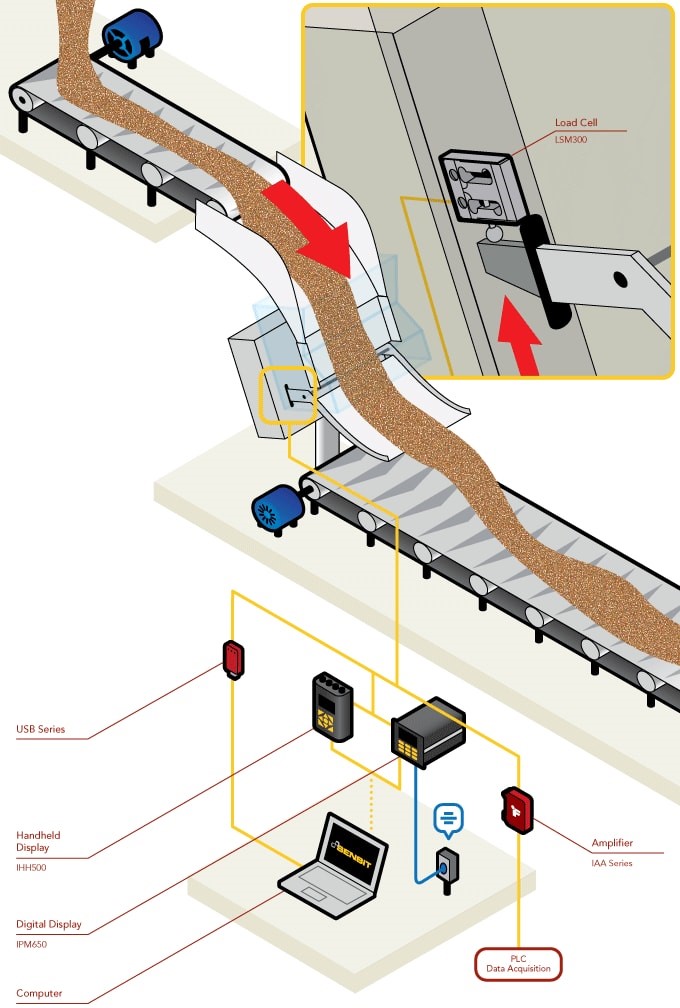 Load Cell
LSM300
USB Series
Handheld
Display
IHH500
SENSIT
Amplifier
IAA Series
Digital Display
IPM650
PLC
Data Acquisition
Computer